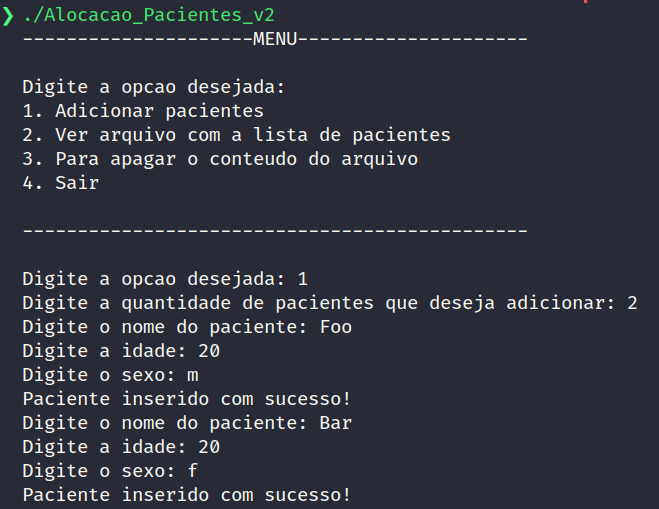 ❯ ./Alocacao_Pacientes_v2
---------------------MENU---------------------
Digite a opcao desejada:
1. Adicionar pacientes
2. Ver arquivo com a lista de pacientes
3. Para apagar o conteudo do arquivo
4. Sair
----------------------------------------------
Digite a opcao desejada: 1
Digite a quantidade de pacientes que deseja adicionar: 2
Digite o nome do paciente: Foo
Digite a idade: 20
Digite o sexo: m
Paciente inserido com sucesso!
Digite o nome do paciente: Bar
Digite a idade: 20
Digite o sexo: f
Paciente inserido com sucesso!